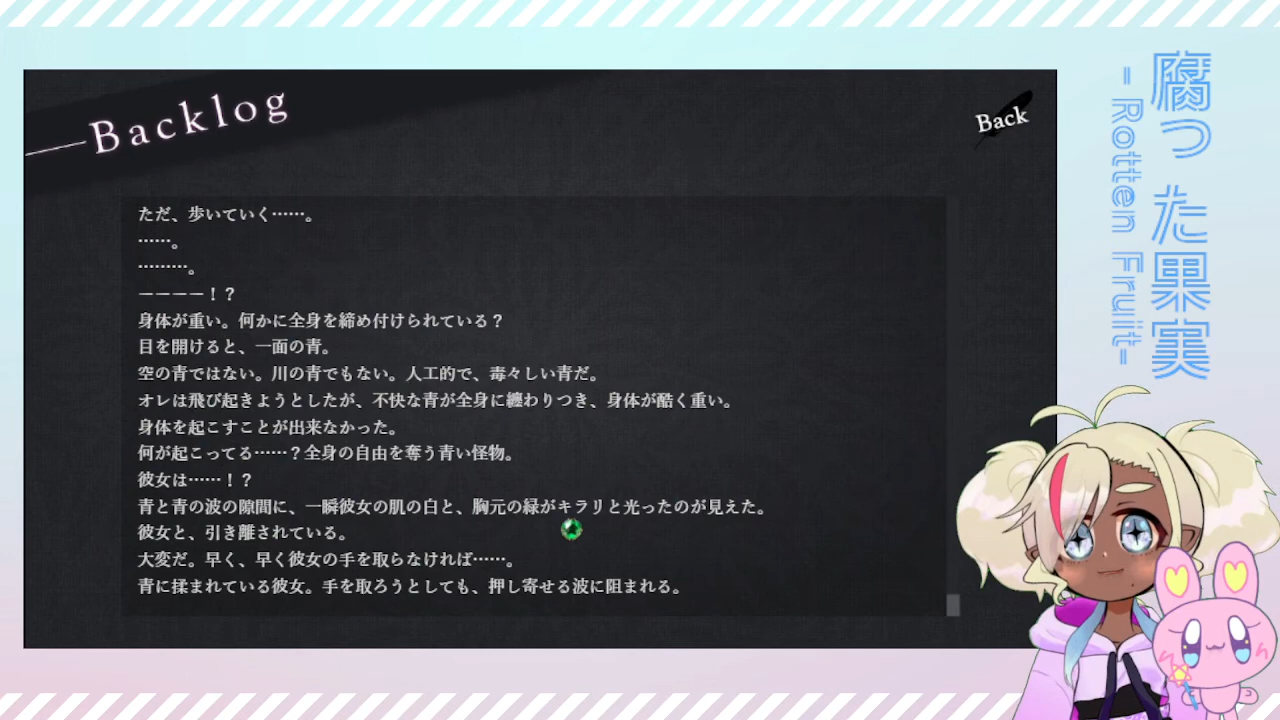 —Backlog
Back
ただ、歩いていく……。
……。
………。
ーーーー！？
身体が重い。何かに全身を締め付けられている？
目を開けると、一面の青。
空の青ではない。川の青でもない。人工的で、毒々しい青だ。
オレは飛び起きようとしたが、不快な青が全身に纏わりつき、身体が酷く重い。
身体を起こすことが出来なかった。
何が起こってる……？全身の自由を奪う青い怪物。
彼女は……！？
青と青の波の隙間に、一瞬彼女の肌の白と、胸元の緑がキラリと光ったのが見えた。
彼女と、引き離されている。
大変だ。早く、早く彼女の手を取らなければ……。
青に揉まれている彼女。手を取ろうとしても、押し寄せる波に阻まれる。
腐った果実
- Rotten Fruit-